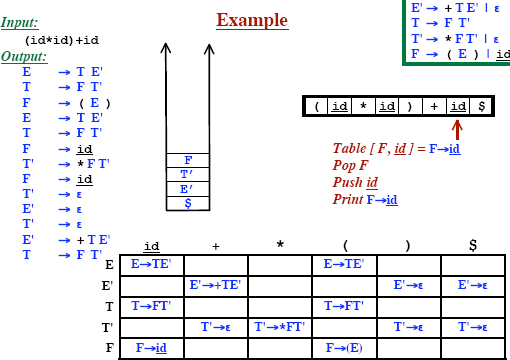 Example
Input:
(id*id)+id
Output:
E → T E'
T → F T'
F → ( E )
E → T E'
T → F T'
F → id
T' → * F T'
F → id
T' → ε
E' → ε
T' → ε
E' → + T E'
T → F T'
E' → + T E' | ε
T → F T'
T' → * F T' | ε
F → ( E ) | id
( id * id ) + id $
F
T'
E'
$
Table [ F, id ] = F→id
Pop F
Push id
Print F→id
id + * ( ) $
E E→TE' E→TE'
E' E'→+TE' E'→ε E'→ε
T T→FT' T→FT'
T' T'→ε T'→*FT' T'→ε T'→ε
F F→id F→(E)